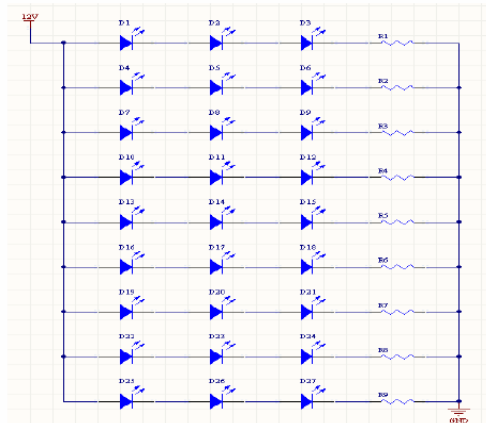 12V
D1 D2 D3 R1
D4 D5 D6 R2
D7 D8 D9 R3
D10 D11 D12 R4
D13 D14 D15 R5
D16 D17 D18 R6
D19 D20 D21 R7
D22 D23 D24 R8
D25 D26 D27 R9
GND